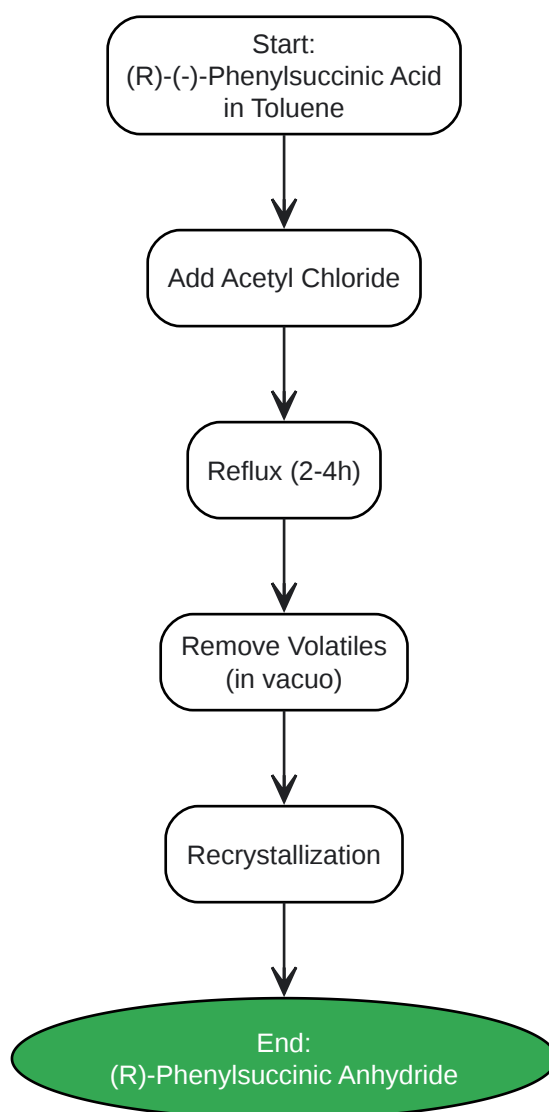 Start:
(R)-(-)-Phenylsuccinic Acid
in Toluene
Add Acetyl Chloride
Reflux (2-4h)
Remove Volatiles
(in vacuo)
Recrystallization
End:
(R)-Phenylsuccinic Anhydride